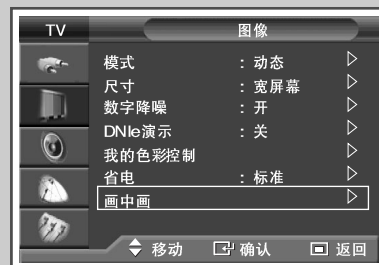 TV 图像
模式 : 动态
尺寸 : 宽屏幕
数字降噪 : 开
DNIe演示 : 关
我的色彩控制
省电 : 标准
画中画
移动 确认 返回